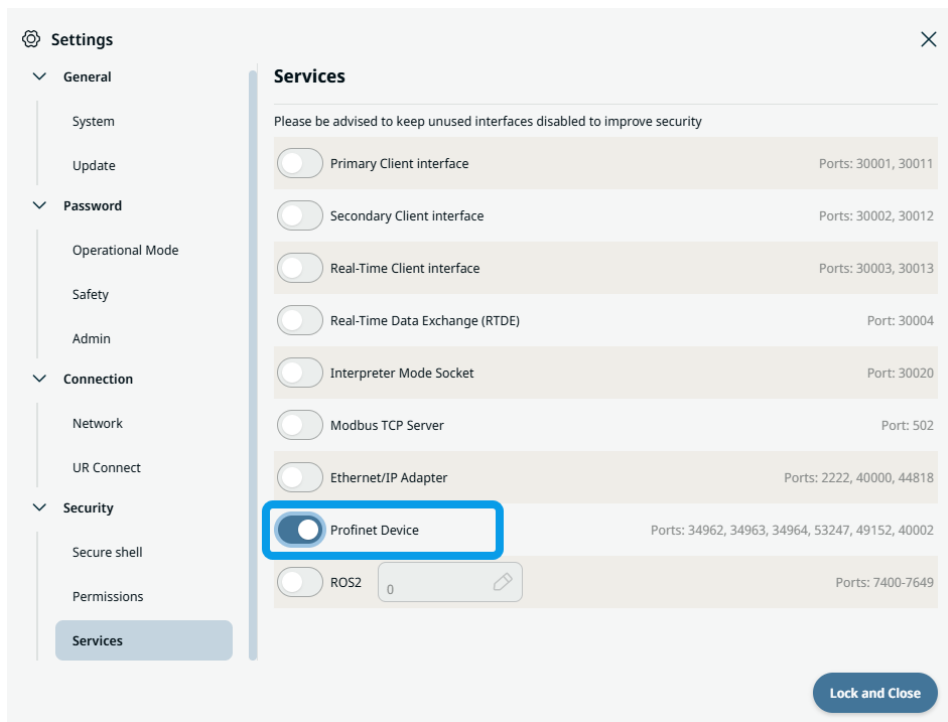 Settings
General
System
Update
Password
Operational Mode
Safety
Admin
Connection
Network
UR Connect
Security
Secure shell
Permissions
Services
Services
Please be advised to keep unused interfaces disabled to improve security
Primary Client interface Ports: 30001, 30011
Secondary Client interface Ports: 30002, 30012
Real-Time Client interface Ports: 30003, 30013
Real-Time Data Exchange (RTDE) Port: 30004
Interpreter Mode Socket Port: 30020
Modbus TCP Server Port: 502
Ethernet/IP Adapter Ports: 2222, 40000, 44818
Profinet Device Ports: 34962, 34963, 34964, 53247, 49152, 40002
ROS2 0 Ports: 7400-7649
Lock and Close